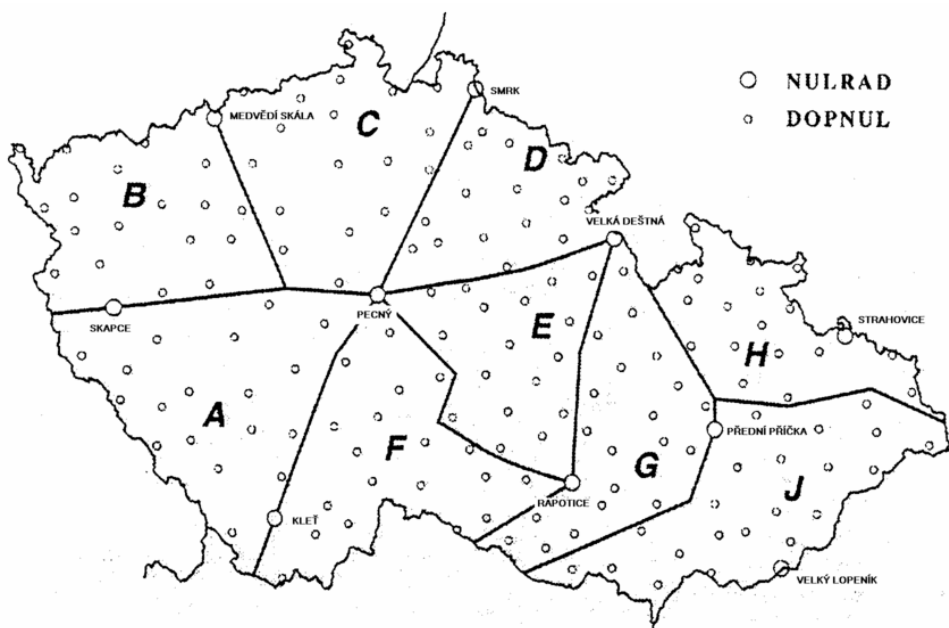 SMRK
NULRAD
MEDVĚDÍ SKÁLA
C
DOPNUL
D
B
VELKÁ DEŠTNÁ
SKAPCE
PECNÝ
E
STRAHOVICE
H
A
PŘEDNÍ PŘÍČKA
F
G
J
RAPOTICE
KLEŤ
VELKÝ LOPENÍK